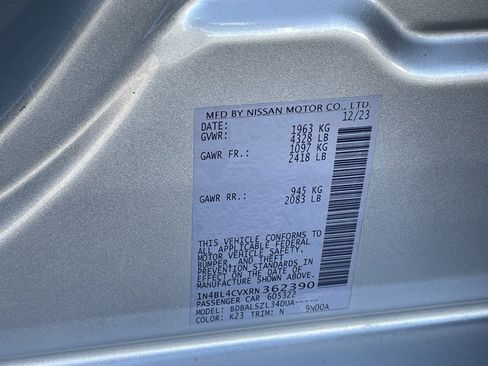 MFD BY NISSAN MOTOR CO., LTD.
DATE: 12/23
GVWR: 1963 KG
4328 LB
GAWR FR.: 1097 KG
2418 LB
GAWR RR.: 945 KG
2083 LB
THIS VEHICLE CONFORMS TO
ALL APPLICABLE FEDERAL
MOTOR VEHICLE SAFETY,
BUMPER, AND THEFT
PREVENTION STANDARDS IN
EFFECT ON THE DATE OF
MANUFACTURE SHOWN ABOVE.
1N4BL4CVXRN362390
PASSENGER CAR 605322
MODEL: BDBALSZL34DUA-----
COLOR: K23 TRIM: N 9N00A